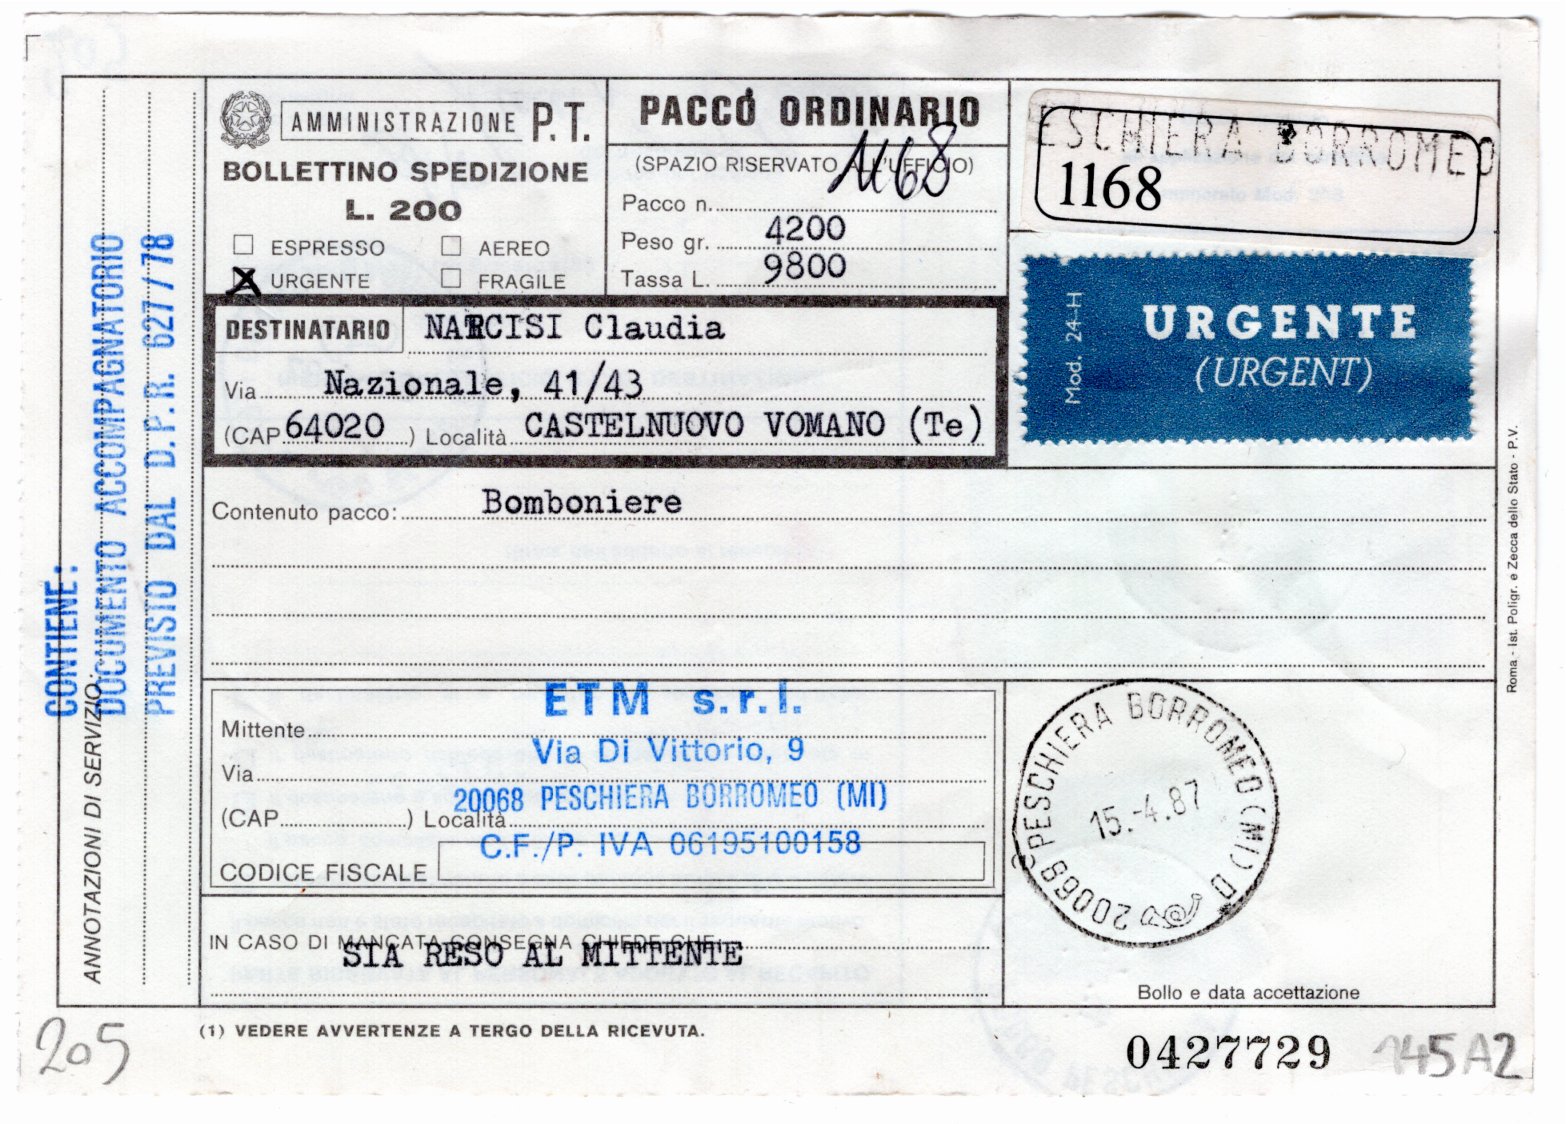 AMMINISTRAZIONE P.T.
BOLLETTINO SPEDIZIONE
L. 200
ESPRESSO
AEREO
X URGENTE
FRAGILE
PACCO ORDINARIO
(SPAZIO RISERVATO ALL'UFFICIO)
Pacco n. 1168
Peso gr. 4200
Tassa L. 9800
PESCHIERA BORROMEO
1168
Mod. 24-H
URGENTE
(URGENT)
DESTINATARIO NARCISI Claudia
Via Nazionale, 41/43
(CAP 64020) Località CASTELNUOVO VOMANO (Te)
Contenuto pacco: Bomboniere
CONTIENE:
DOCUMENTO ACCOMPAGNATORIO
PREVISTO DAL D.P.R. 627/78
ANNOTAZIONI DI SERVIZIO
Mittente ETM s.r.l.
Via Via Di Vittorio, 9
(CAP ) Località 20068 PESCHIERA BORROMEO (MI)
C.F./P. IVA 06195100158
CODICE FISCALE
IN CASO DI MANCATA CONSEGNA CHIEDE CHE
SIA RESO AL MITTENTE
20068 PESCHIERA BORROMEO (MI) D
15.-4.87
Bollo e data accettazione
Roma - Ist. Poligr. e Zecca dello Stato - P.V.
(1) VEDERE AVVERTENZE A TERGO DELLA RICEVUTA.
0427729
205
145A2